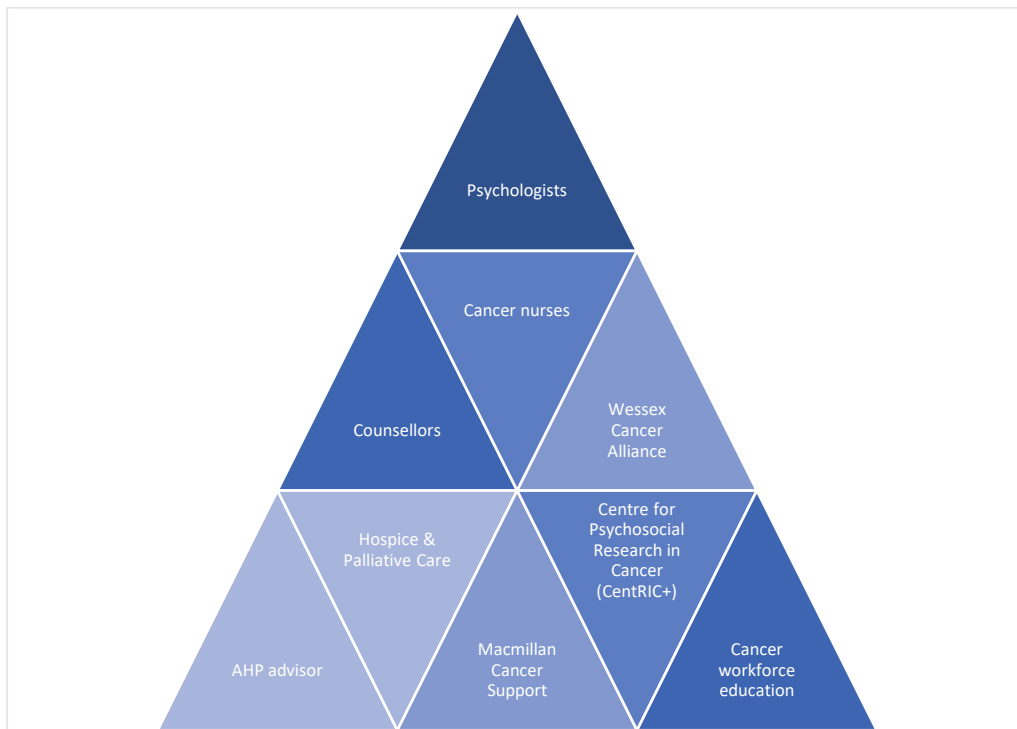 Psychologists
Cancer nurses
Counsellors
Wessex
Cancer
Alliance
Hospice &
Palliative Care
Centre for
Psychosocial
Research in
Cancer
(CentRIC+)
AHP advisor
Macmillan
Cancer
Support
Cancer
workforce
education